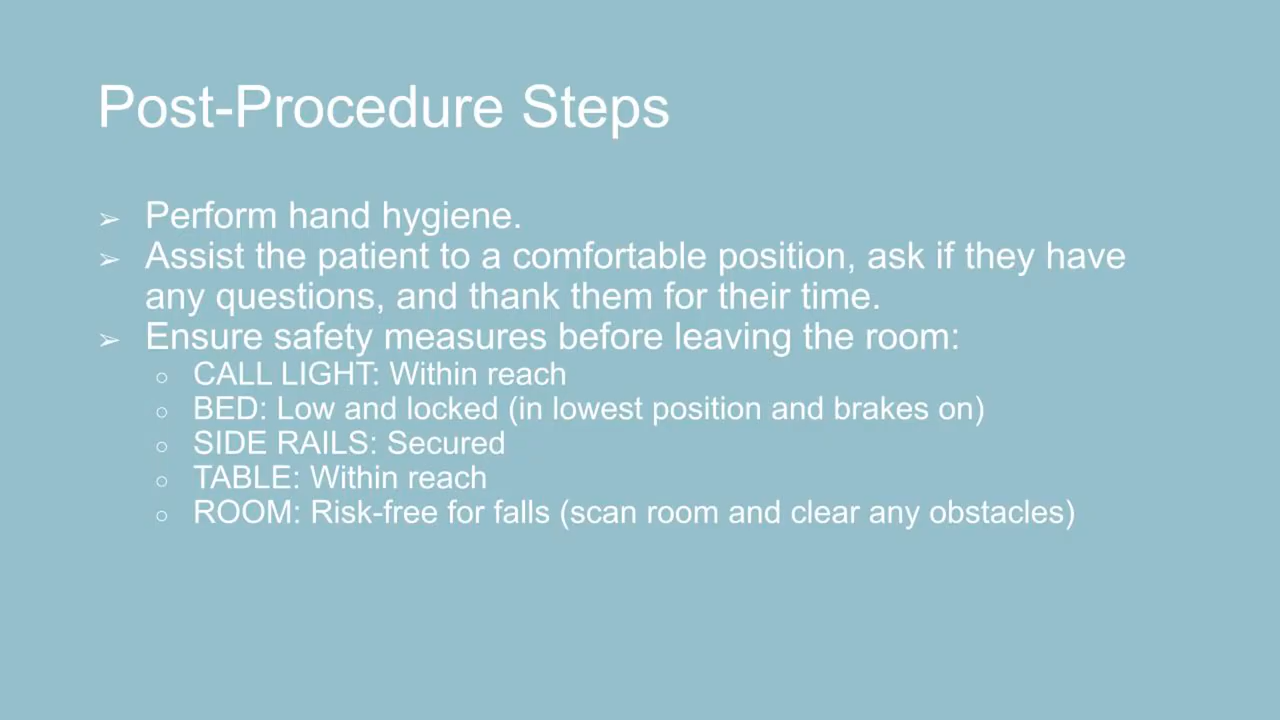 Post-Procedure Steps
➢ Perform hand hygiene.
➢ Assist the patient to a comfortable position, ask if they have
any questions, and thank them for their time.
➢ Ensure safety measures before leaving the room:
○ CALL LIGHT: Within reach
○ BED: Low and locked (in lowest position and brakes on)
○ SIDE RAILS: Secured
○ TABLE: Within reach
○ ROOM: Risk-free for falls (scan room and clear any obstacles)